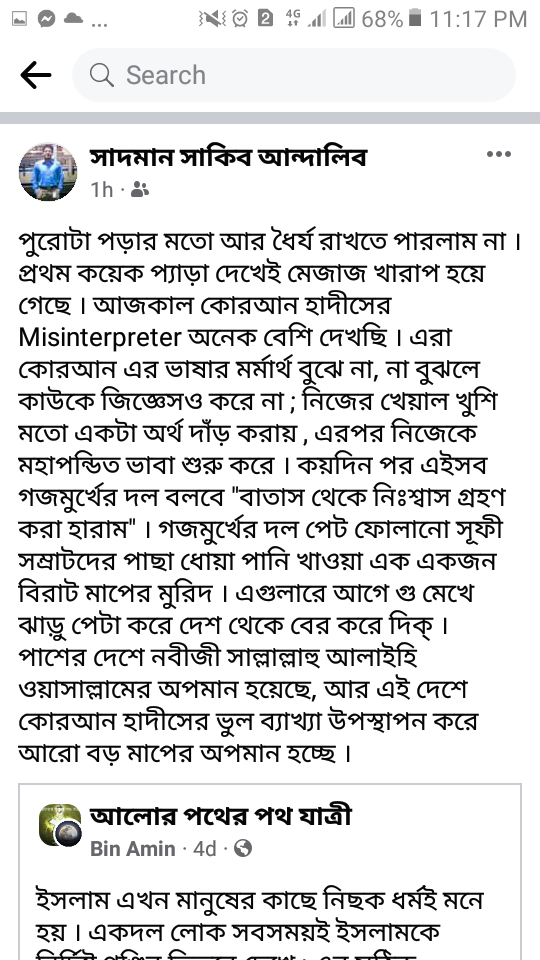 4G 68% 11:17 PM
Search
সাদমান সাকিব আন্দালিব
1h
পুরোটা পড়ার মতো আর ধৈর্য রাখতে পারলাম না ।
প্রথম কয়েক প্যাড়া দেখেই মেজাজ খারাপ হয়ে
গেছে । আজকাল কোরআন হাদীসের
Misinterpreter অনেক বেশি দেখছি । এরা
কোরআন এর ভাষার মর্মার্থ বুঝে না, না বুঝলে
কাউকে জিজ্ঞেসও করে না ; নিজের খেয়াল খুশি
মতো একটা অর্থ দাঁড় করায় , এরপর নিজেকে
মহাপন্ডিত ভাবা শুরু করে । কয়দিন পর এইসব
গজমুর্খের দল বলবে "বাতাস থেকে নিঃশ্বাস গ্রহণ
করা হারাম" । গজমুর্খের দল পেট ফোলানো সূফী
সম্রাটদের পাছা ধোয়া পানি খাওয়া এক একজন
বিরাট মাপের মুরিদ । এগুলারে আগে গু মেখে
ঝাড়ু পেটা করে দেশ থেকে বের করে দিক্ ।
পাশের দেশে নবীজী সাল্লাল্লাহু আলাইহি
ওয়াসাল্লামের অপমান হয়েছে, আর এই দেশে
কোরআন হাদীসের ভুল ব্যাখ্যা উপস্থাপন করে
আরো বড় মাপের অপমান হচ্ছে ।
আলোর পথের পথ যাত্রী
Bin Amin · 4d
ইসলাম এখন মানুষের কাছে নিছক ধর্মই মনে
হয় । একদল লোক সবসময়ই ইসলামকে